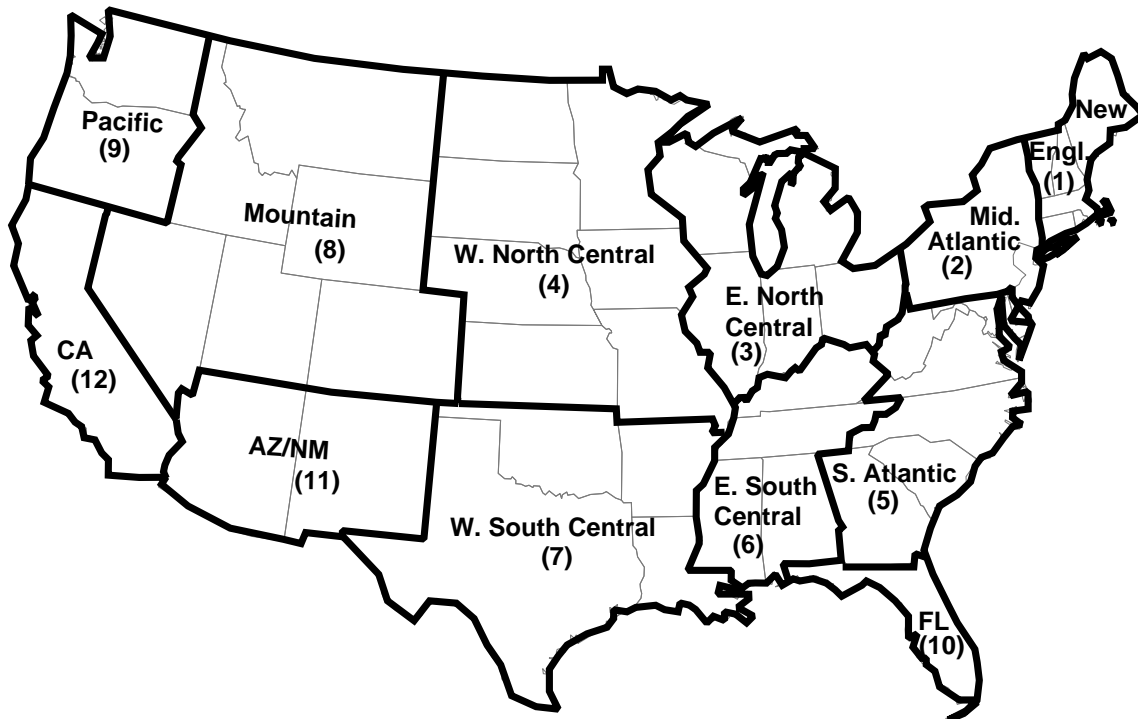 New
Engl.
(1)
Pacific
(9)
Mountain
(8)
Mid.
Atlantic
(2)
W. North Central
(4)
E. North
Central
(3)
CA
(12)
AZ/NM
(11)
S. Atlantic
(5)
E. South
Central
(6)
W. South Central
(7)
FL
(10)